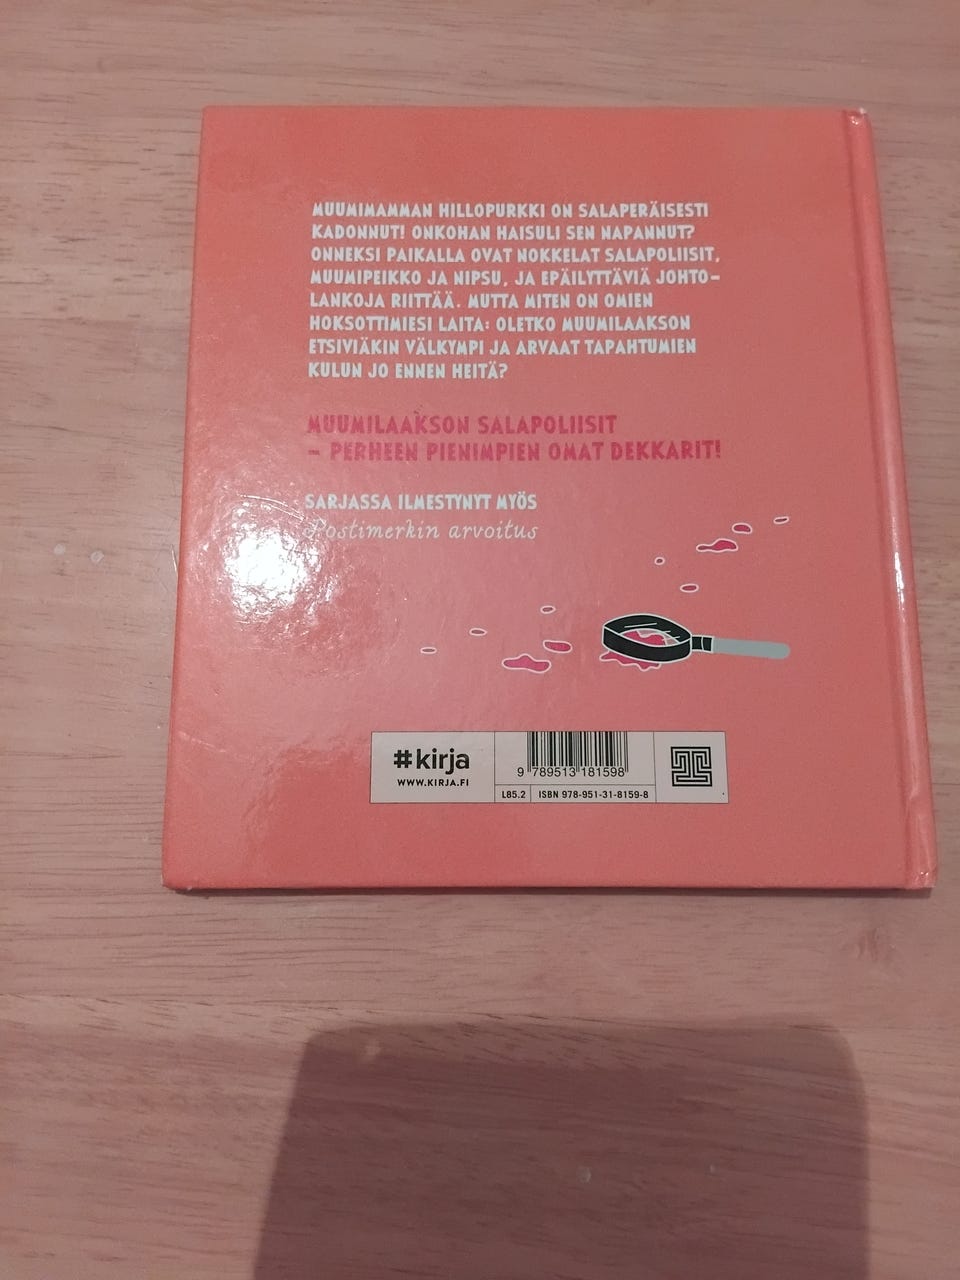 MUUMIMAMMAN HILLOPURKKI ON SALAPERÄISESTI
KADONNUT! ONKOHAN HAISULI SEN NAPANNUT?
ONNEKSI PAIKALLA OVAT NOKKELAT SALAPOLIISIT,
MUUMIPEIKKO JA NIPSU, JA EPÄILYTTÄVIÄ JOHTO-
LANKOJA RIITTÄÄ. MUTTA MITEN ON OMIEN
HOKSOTTIMIESI LAITA: OLETKO MUUMILAAKSON
ETSIVIÄKIN VÄLKYMPI JA ARVAAT TAPAHTUMIEN
KULUN JO ENNEN HEITÄ?
MUUMILAAKSON SALAPOLIISIT
– PERHEEN PIENIMPIEN OMAT DEKKARIT!
SARJASSA ILMESTYNYT MYÖS
Postimerkin arvoitus
#kirja
WWW.KIRJA.FI
9 789513 181598
L85.2 ISBN 978-951-31-8159-8